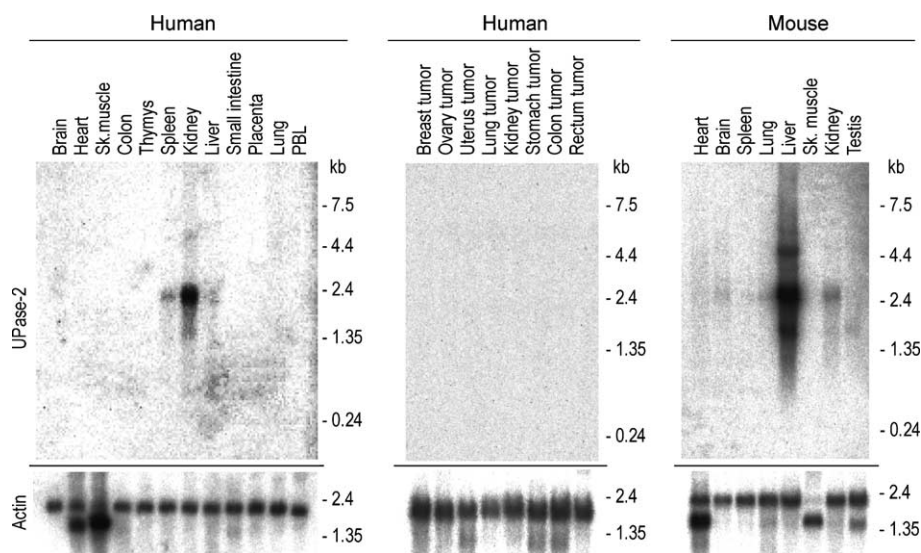 Human
Brain
Heart
Sk.muscle
Colon
Thymys
Spleen
Kidney
Liver
Small intestine
Placenta
Lung
PBL
kb
- 7.5
- 4.4
- 2.4
- 1.35
- 0.24
UPase-2
Actin
- 2.4
- 1.35
Human
Breast tumor
Ovary tumor
Uterus tumor
Lung tumor
Kidney tumor
Stomach tumor
Colon tumor
Rectum tumor
kb
- 7.5
- 4.4
- 2.4
- 1.35
- 0.24
- 2.4
- 1.35
Mouse
Heart
Brain
Spleen
Lung
Liver
Sk. muscle
Kidney
Testis
kb
- 7.5
- 4.4
- 2.4
- 1.35
- 0.24
- 2.4
- 1.35